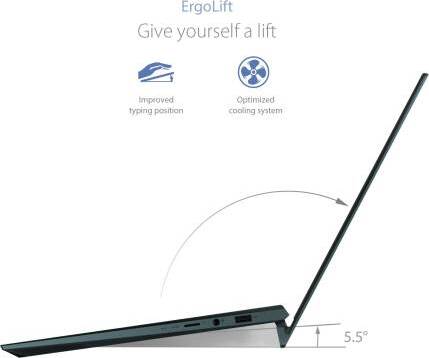 ErgoLift
Give yourself a lift
Improved
typing position
Optimized
cooling system
5.5°